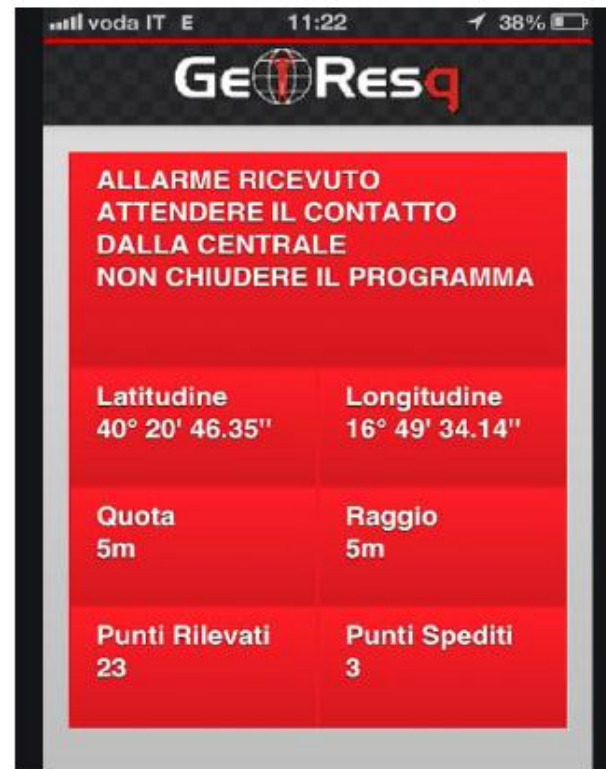 voda IT E 11:22 38%
GeoResq
ALLARME RICEVUTO
ATTENDERE IL CONTATTO
DALLA CENTRALE
NON CHIUDERE IL PROGRAMMA
Latitudine Longitudine
40° 20' 46.35" 16° 49' 34.14"
Quota Raggio
5m 5m
Punti Rilevati Punti Spediti
23 3